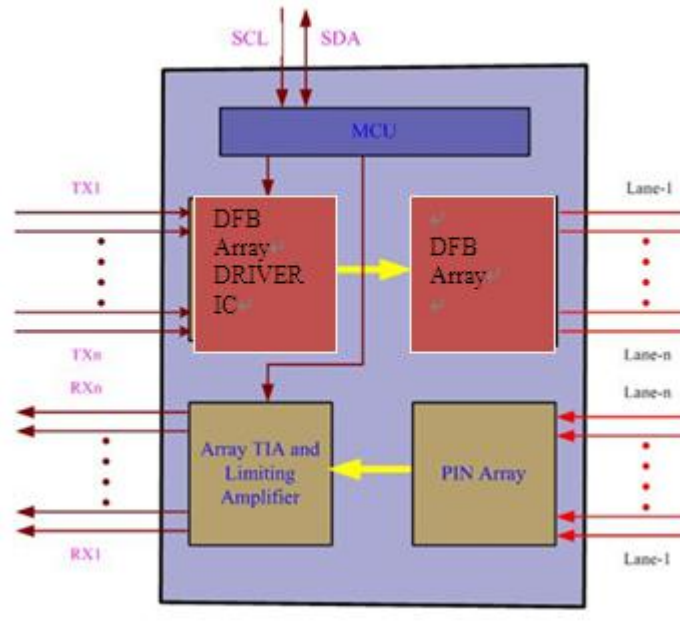 SCL SDA
MCU
TX1
Lane-1
DFB
Array↵
DRIVER
IC↵
↵
DFB
Array↵
↵
TXn
Lane-n
RXn
Lane-n
Array TIA and
Limiting
Amplifier
PIN Array
RX1
Lane-1